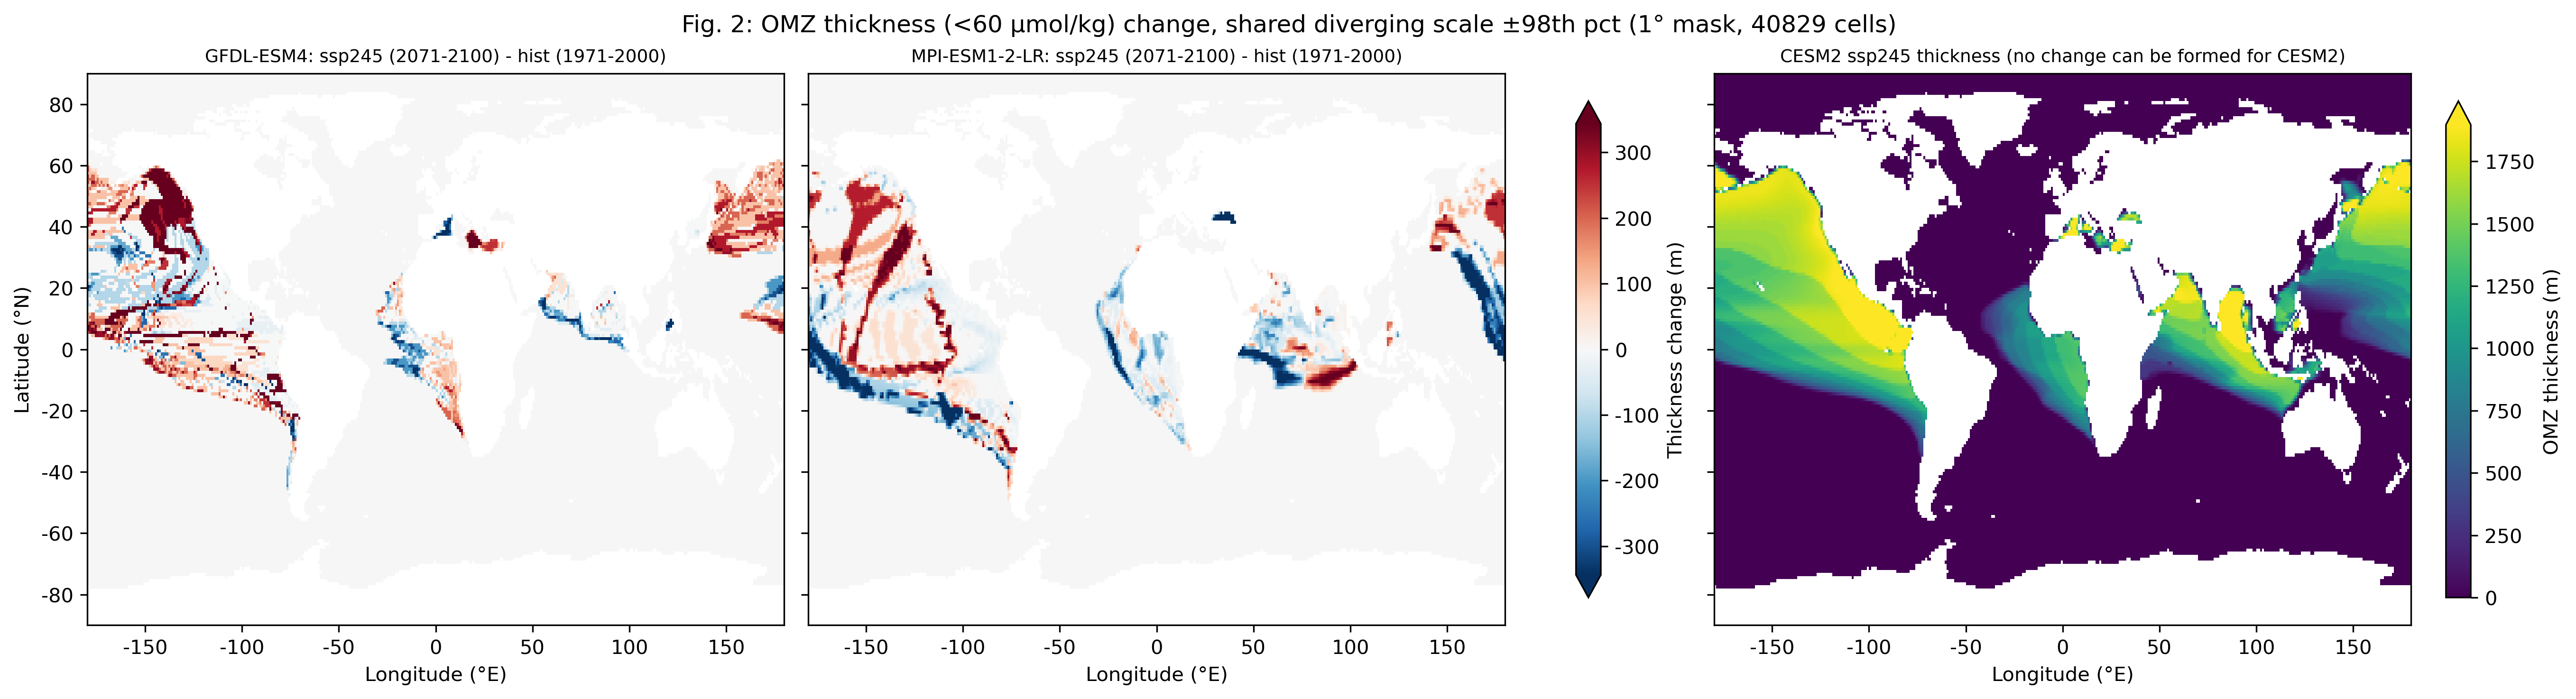 Fig. 2: OMZ thickness (<60 µmol/kg) change, shared diverging scale ±98th pct (1° mask, 40829 cells)
GFDL-ESM4: ssp245 (2071-2100) - hist (1971-2000)
MPI-ESM1-2-LR: ssp245 (2071-2100) - hist (1971-2000)
CESM2 ssp245 thickness (no change can be formed for CESM2)
Latitude (°N)
80
60
40
20
0
-20
-40
-60
-80
-150 -100 -50 0 50 100 150
Longitude (°E)
-150 -100 -50 0 50 100 150
Longitude (°E)
300
200
100
0
-100
-200
-300
Thickness change (m)
-150 -100 -50 0 50 100 150
Longitude (°E)
1750
1500
1250
1000
750
500
250
0
OMZ thickness (m)